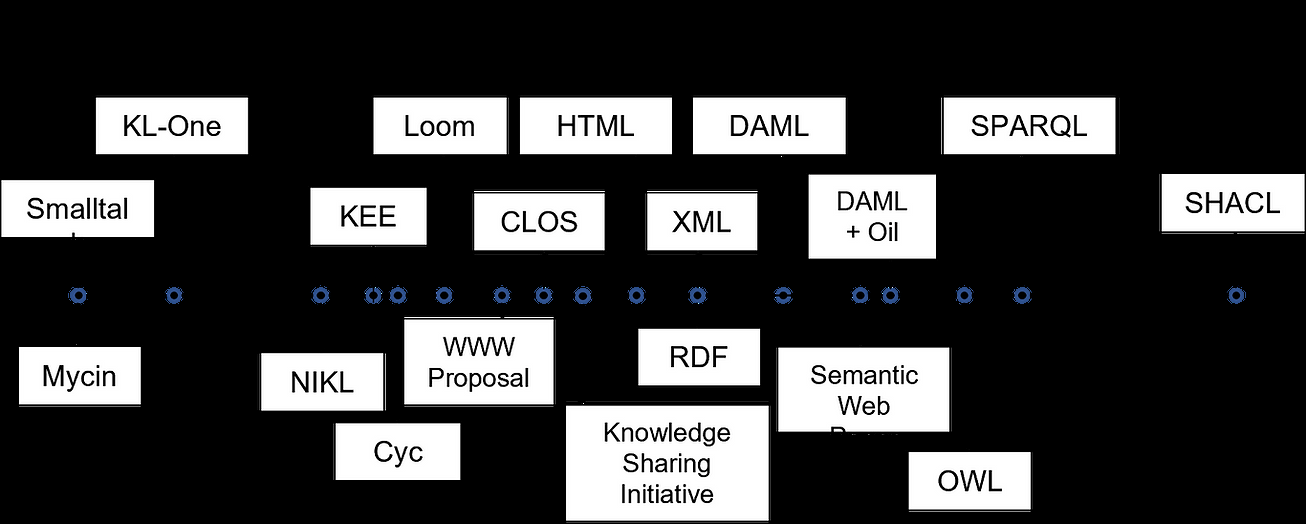 KL-One
Loom
HTML
DAML
SPARQL
Smalltal
KEE
CLOS
XML
DAML
+ Oil
SHACL
Mycin
NIKL
WWW
Proposal
RDF
Semantic
Web
Cyc
Knowledge
Sharing
Initiative
OWL